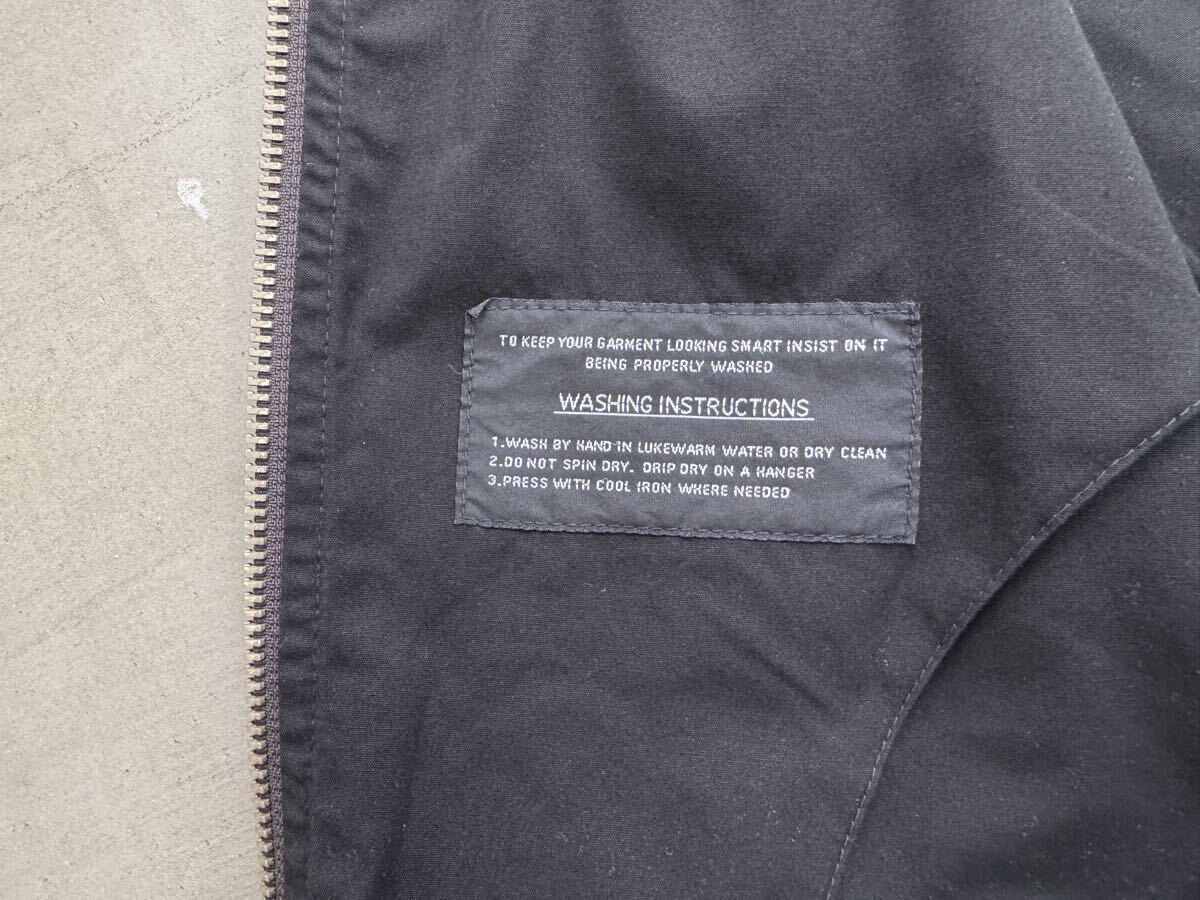 TO KEEP YOUR GARMENT LOOKING SMART INSIST ON IT
BEING PROPERLY WASHED
WASHING INSTRUCTIONS
1.WASH BY HAND IN LUKEWARM WATER OR DRY CLEAN
2.DO NOT SPIN DRY. DRIP DRY ON A HANGER
3.PRESS WITH COOL IRON WHERE NEEDED